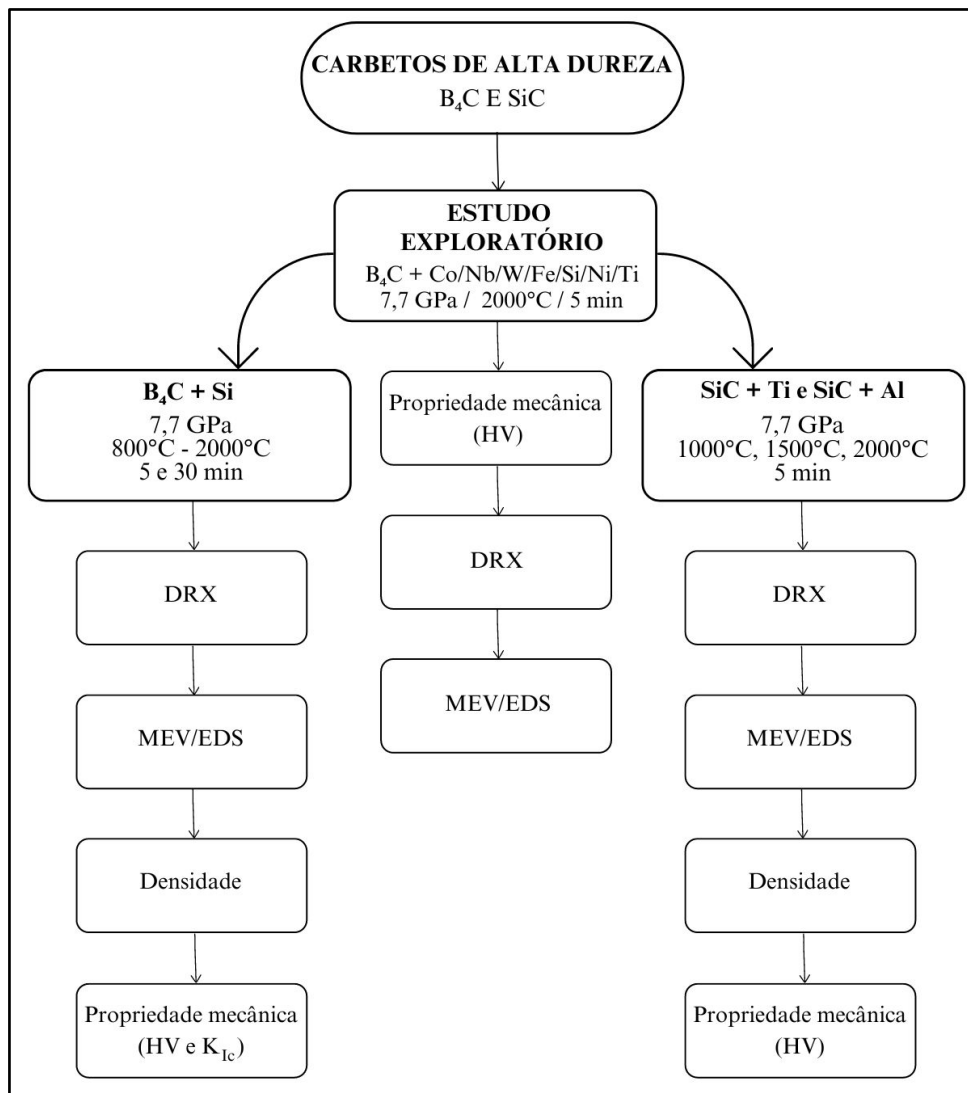 CARBETOS DE ALTA DUREZA
B₄C E SiC
ESTUDO
EXPLORATÓRIO
B₄C + Co/Nb/W/Fe/Si/Ni/Ti
7,7 GPa / 2000°C / 5 min
B₄C + Si
7,7 GPa
800°C - 2000°C
5 e 30 min
DRX
MEV/EDS
Densidade
Propriedade mecânica
(HV e K_Ic)
Propriedade mecânica
(HV)
DRX
MEV/EDS
SiC + Ti e SiC + Al
7,7 GPa
1000°C, 1500°C, 2000°C
5 min
DRX
MEV/EDS
Densidade
Propriedade mecânica
(HV)